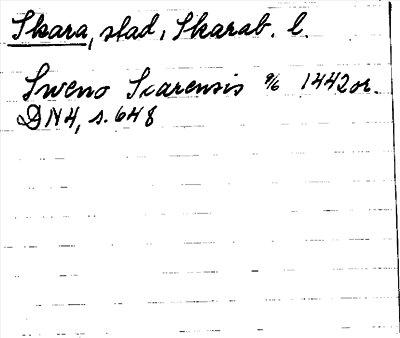 Skara, stad, Skarab. l.
Sweno Scarensis 9/6 1442 or.
DN4, s. 648